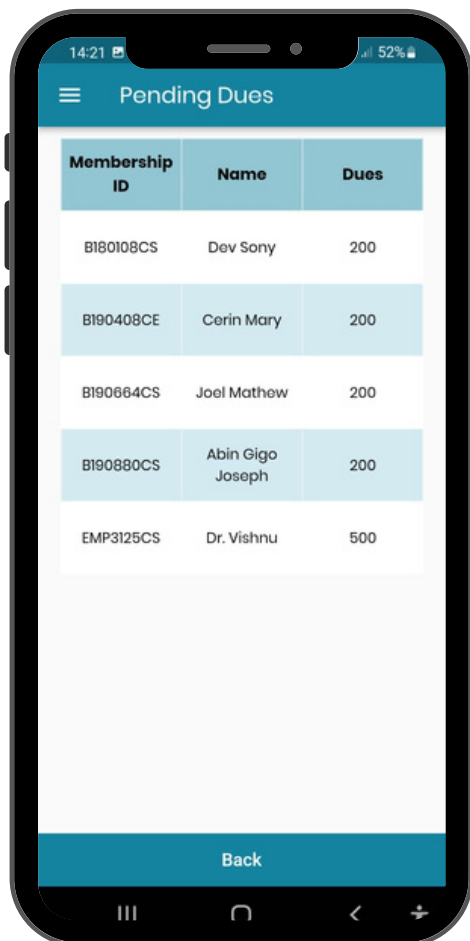 14:21 52%
Pending Dues
Membership ID Name Dues
B180108CS Dev Sony 200
B190408CE Cerin Mary 200
B190664CS Joel Mathew 200
B190880CS Abin Gigo Joseph 200
EMP3125CS Dr. Vishnu 500
Back